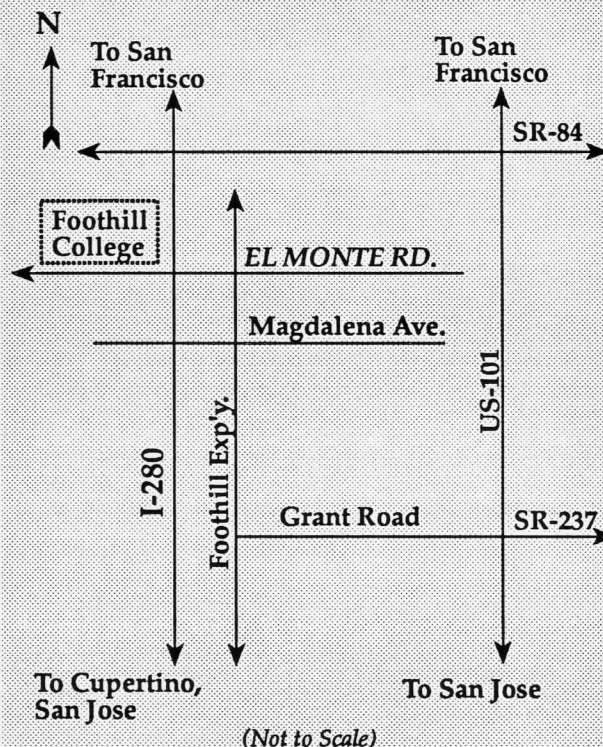 N
To San
Francisco
To San
Francisco
SR-84
Foothill
College
EL MONTE RD.
Magdalena Ave.
US-101
I-280
Foothill Exp'y.
Grant Road
SR-237
To Cupertino,
San Jose
To San Jose
(Not to Scale)